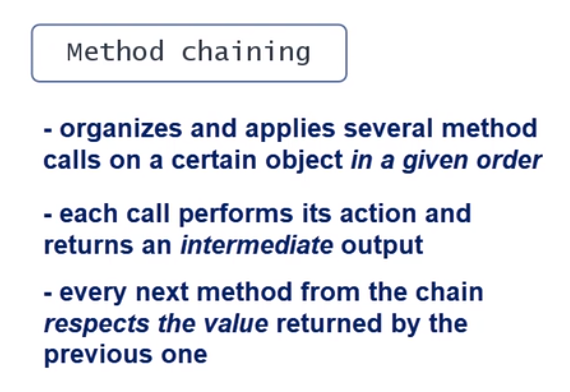 Method chaining
- organizes and applies several method
calls on a certain object in a given order
- each call performs its action and
returns an intermediate output
- every next method from the chain
respects the value returned by the
previous one